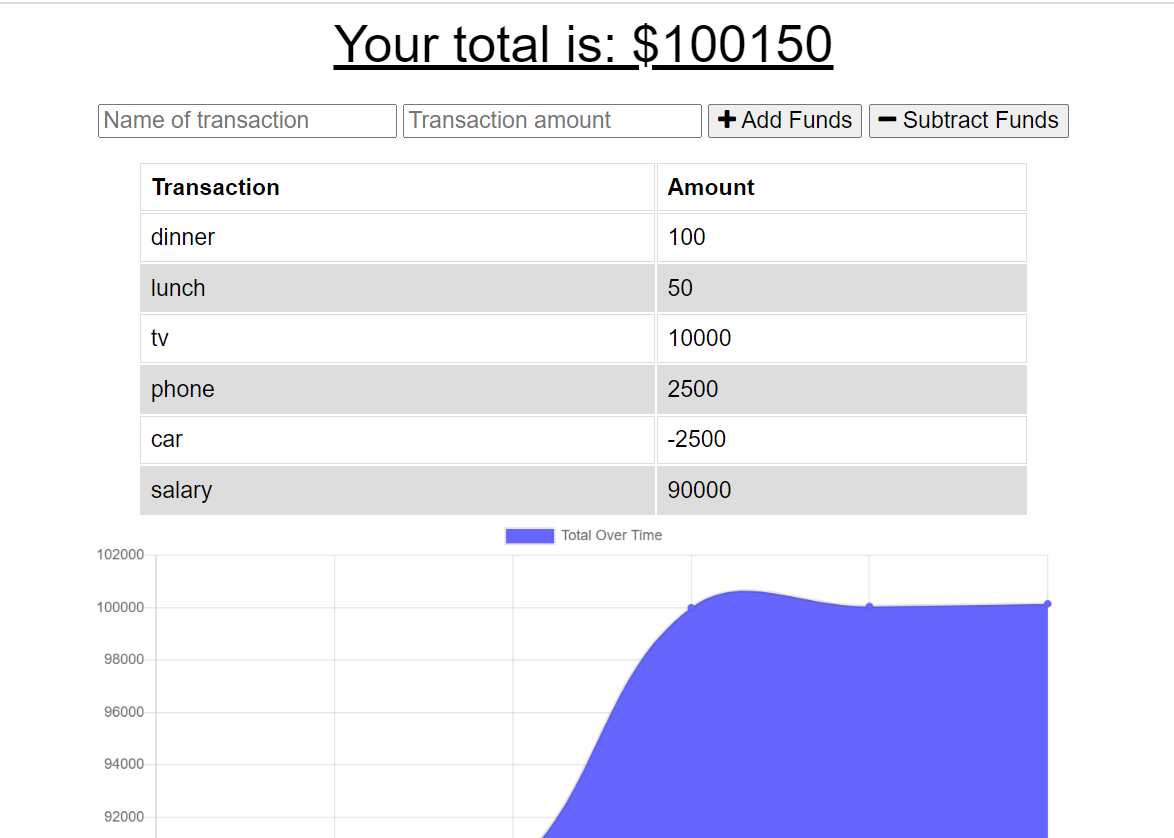 Your total is: $100150
Name of transaction Transaction amount Add Funds Subtract Funds
Transaction Amount
dinner 100
lunch 50
tv 10000
phone 2500
car -2500
salary 90000
Total Over Time
102000
100000
98000
96000
94000
92000